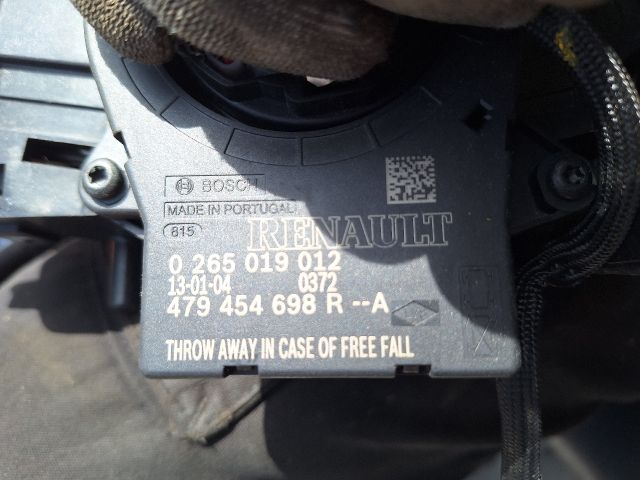 BOSCH
MADE IN PORTUGAL
815
RENAULT
0 265 019 012
13-01-04 0372
479 454 698 R --A
THROW AWAY IN CASE OF FREE FALL